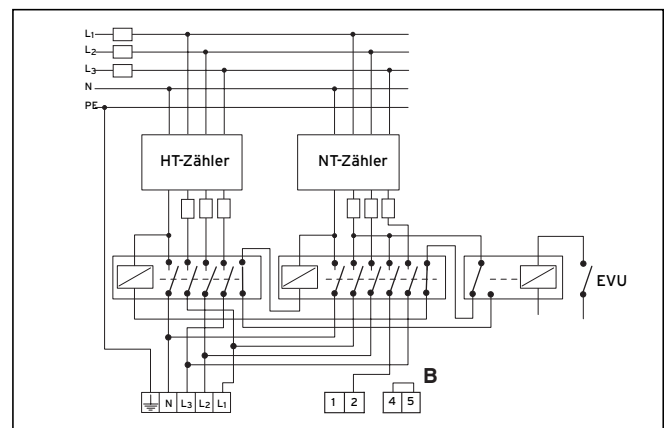 L1
L2
L3
N
PE
HT-Zähler
NT-Zähler
EVU
B
N L3 L2 L1
1 2
4 5